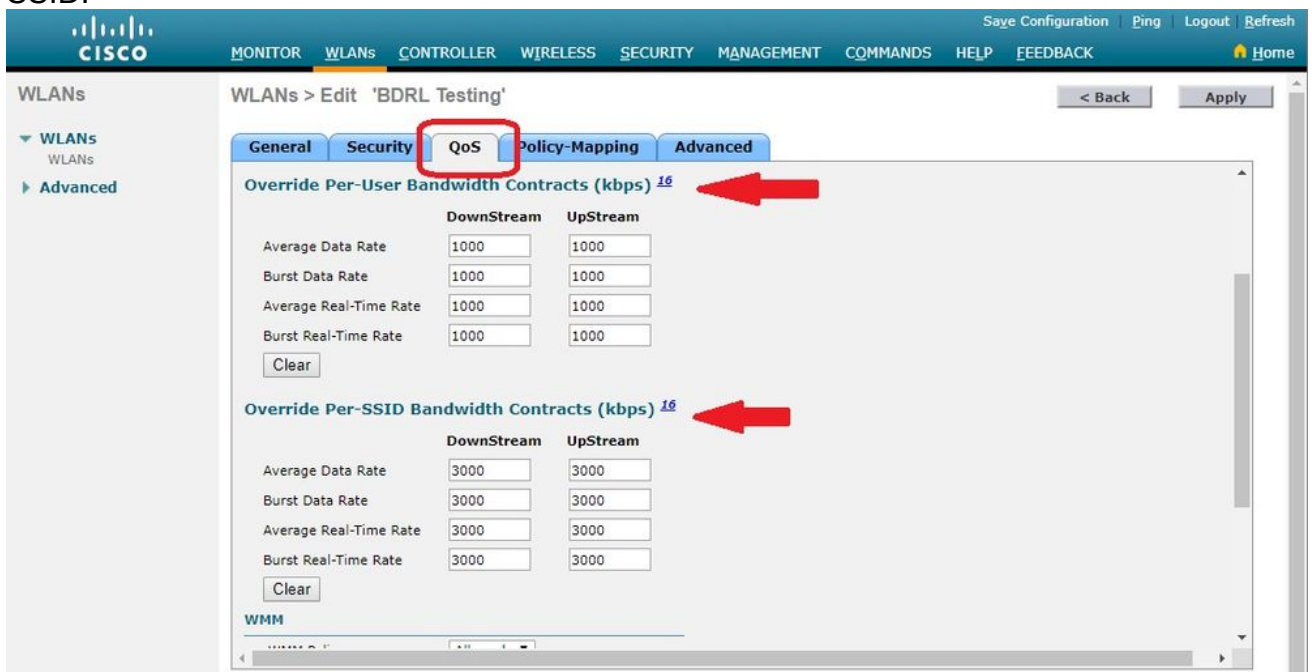 Save Configuration Ping Logout Refresh
CISCO
MONITOR WLANs CONTROLLER WIRELESS SECURITY MANAGEMENT COMMANDS HELP FEEDBACK Home
WLANs
WLANs > Edit 'BDRL Testing'
< Back Apply
WLANs
WLANs
Advanced
General Security QoS Policy-Mapping Advanced
Override Per-User Bandwidth Contracts (kbps) 16
DownStream UpStream
Average Data Rate 1000 1000
Burst Data Rate 1000 1000
Average Real-Time Rate 1000 1000
Burst Real-Time Rate 1000 1000
Clear
Override Per-SSID Bandwidth Contracts (kbps) 16
DownStream UpStream
Average Data Rate 3000 3000
Burst Data Rate 3000 3000
Average Real-Time Rate 3000 3000
Burst Real-Time Rate 3000 3000
Clear
WMM